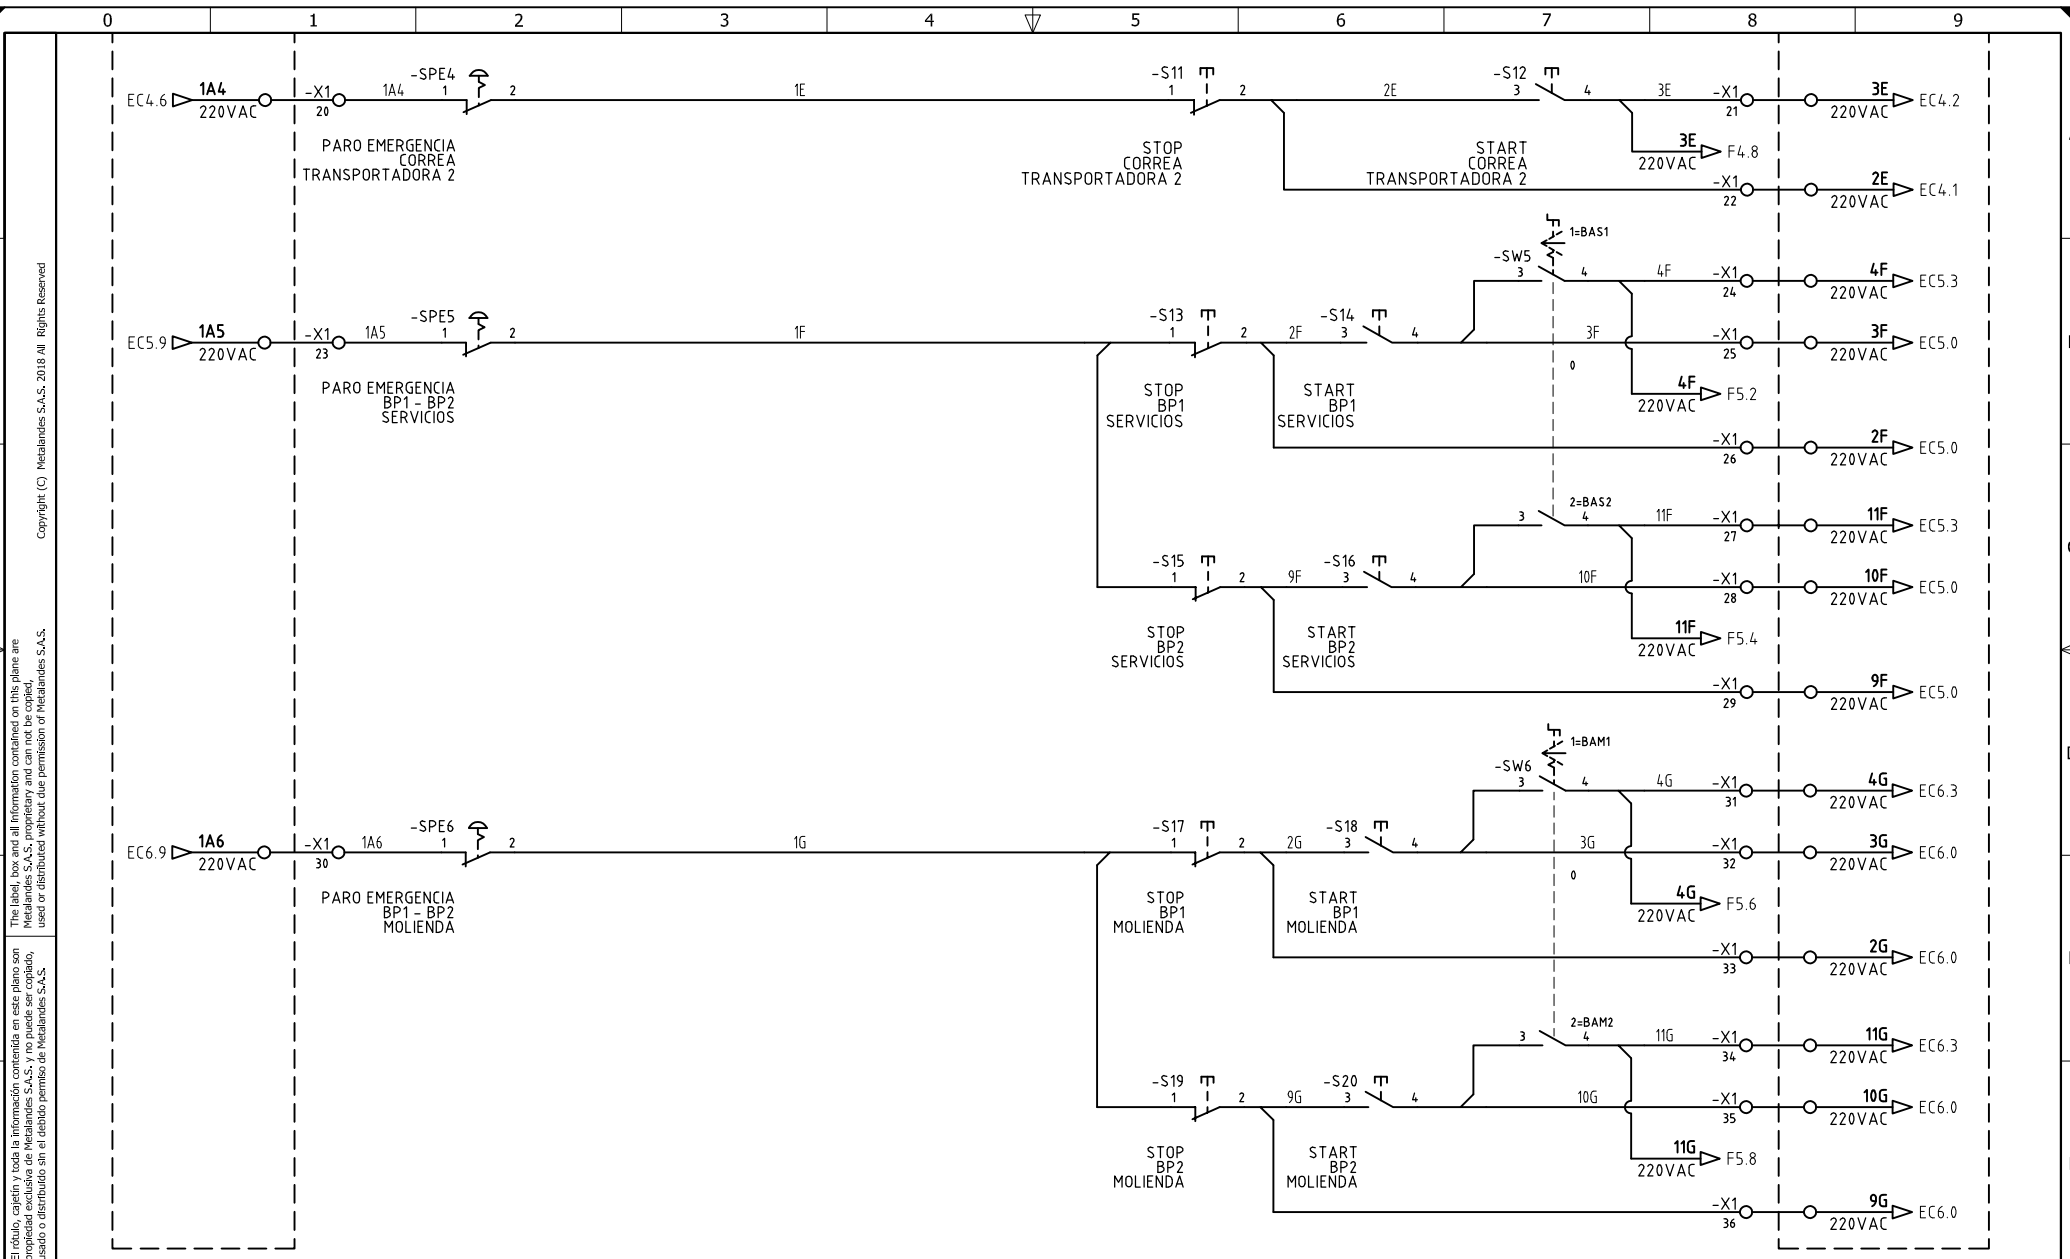 0 1 2 3 4 5 6 7 8 9
-SPE4
-S11
-S12
EC4.6 1A4 -X1 1A4 1 2 1E 1 2 2E 3 4 3E -X1 3E EC4.2
220VAC 20 21 220VAC
PARO EMERGENCIA
CORREA
TRANSPORTADORA 2
STOP
CORREA
TRANSPORTADORA 2
START
CORREA
TRANSPORTADORA 2
3E F4.8
220VAC
-X1 2E EC4.1
22 220VAC
1=BAS1
-SW5
3 4 4F -X1 4F EC5.3
24 220VAC
-SPE5
-S13
-S14
EC5.9 1A5 -X1 1A5 1 2 1F 1 2 2F 3 4 3F -X1 3F EC5.0
220VAC 23 25 220VAC
0
PARO EMERGENCIA
BP1 - BP2
SERVICIOS
STOP
BP1
SERVICIOS
START
BP1
SERVICIOS
4F F5.2
220VAC
-X1 2F EC5.0
26 220VAC
2=BAS2
3 4 11F -X1 11F EC5.3
27 220VAC
-S15
-S16
1 2 9F 3 4 10F -X1 10F EC5.0
28 220VAC
STOP
BP2
SERVICIOS
START
BP2
SERVICIOS
11F F5.4
220VAC
-X1 9F EC5.0
29 220VAC
1=BAM1
-SW6
3 4 4G -X1 4G EC6.3
31 220VAC
-SPE6
-S17
-S18
EC6.9 1A6 -X1 1A6 1 2 1G 1 2 2G 3 4 3G -X1 3G EC6.0
220VAC 30 32 220VAC
0
PARO EMERGENCIA
BP1 - BP2
MOLIENDA
STOP
BP1
MOLIENDA
START
BP1
MOLIENDA
4G F5.6
220VAC
-X1 2G EC6.0
33 220VAC
2=BAM2
3 4 11G -X1 11G EC6.3
34 220VAC
-S19
-S20
1 2 9G 3 4 10G -X1 10G EC6.0
35 220VAC
STOP
BP2
MOLIENDA
START
BP2
MOLIENDA
11G F5.8
220VAC
-X1 9G EC6.0
36 220VAC
The label, box and all information contained on this plane are
Metalandes S.A.S. proprietary and can not be copied,
used or distributed without due permission of Metalandes S.A.S.
Copyright (C) Metalandes S.A.S. 2018 All Rights Reserved
El rótulo, cajetín y toda la información contenida en este plano son
propiedad exclusiva de Metalandes S.A.S. y no puede ser copiado,
usado o distribuido sin el debido permiso de Metalandes S.A.S.